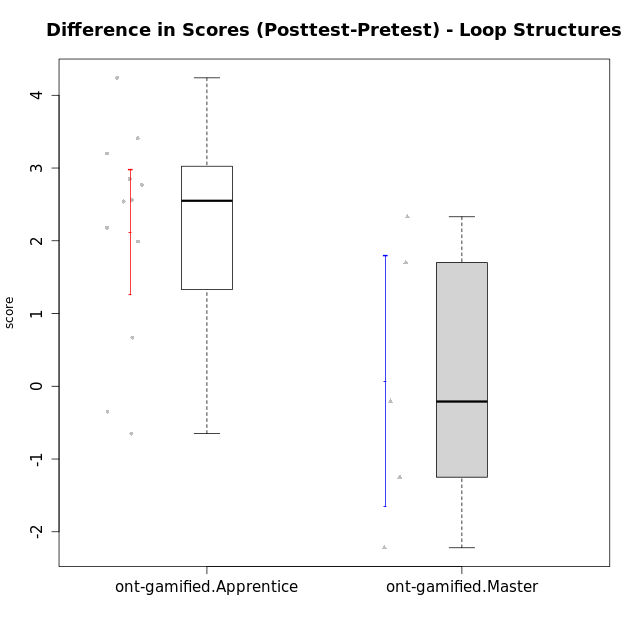 Difference in Scores (Posttest-Pretest) - Loop Structures
4
3
2
1
0
-1
-2
score
ont-gamified.Apprentice
ont-gamified.Master